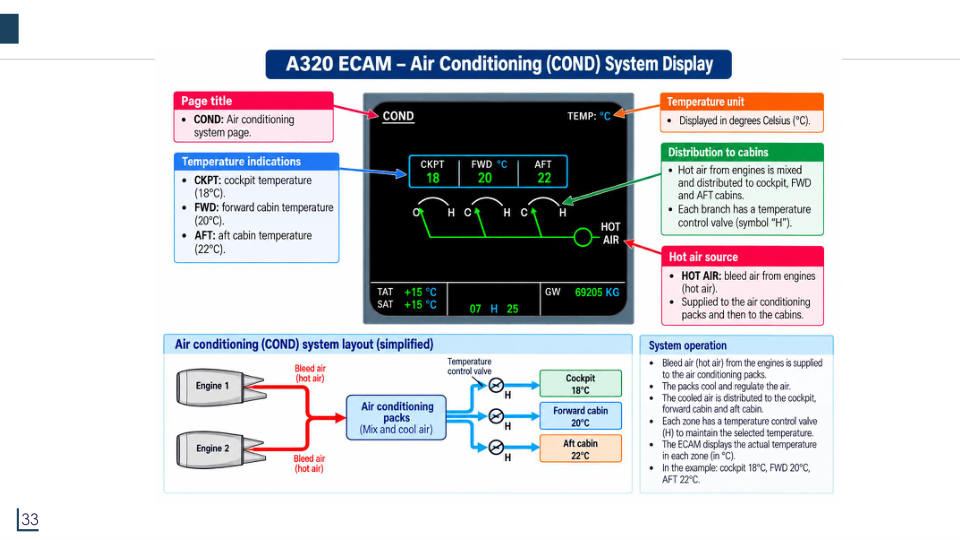 A320 ECAM – Air Conditioning (COND) System Display
Page title
• COND: Air conditioning
system page.
Temperature indications
• CKPT: cockpit temperature
(18°C).
• FWD: forward cabin temperature
(20°C).
• AFT: aft cabin temperature
(22°C).
COND
TEMP: °C
CKPT
FWD °C
AFT
18
20
22
O H C H C H
HOT
AIR
TAT +15 °C
SAT +15 °C
07 H 25
GW 69205 KG
Temperature unit
• Displayed in degrees Celsius (°C).
Distribution to cabins
• Hot air from engines is mixed
and distributed to cockpit, FWD
and AFT cabins.
• Each branch has a temperature
control valve (symbol “H”).
Hot air source
• HOT AIR: bleed air from engines
(hot air).
• Supplied to the air conditioning
packs and then to the cabins.
Air conditioning (COND) system layout (simplified)
Engine 1
Bleed air
(hot air)
Engine 2
Bleed air
(hot air)
Air conditioning
packs
(Mix and cool air)
Temperature
control valve
H
H
H
Cockpit
18°C
Forward cabin
20°C
Aft cabin
22°C
System operation
• Bleed air (hot air) from the engines is supplied
to the air conditioning packs.
• The packs cool and regulate the air.
• The cooled air is distributed to the cockpit,
forward cabin and aft cabin.
• Each zone has a temperature control valve
(H) to maintain the selected temperature.
• The ECAM displays the actual temperature
in each zone (in °C).
• In the example: cockpit 18°C, FWD 20°C,
AFT 22°C.
33